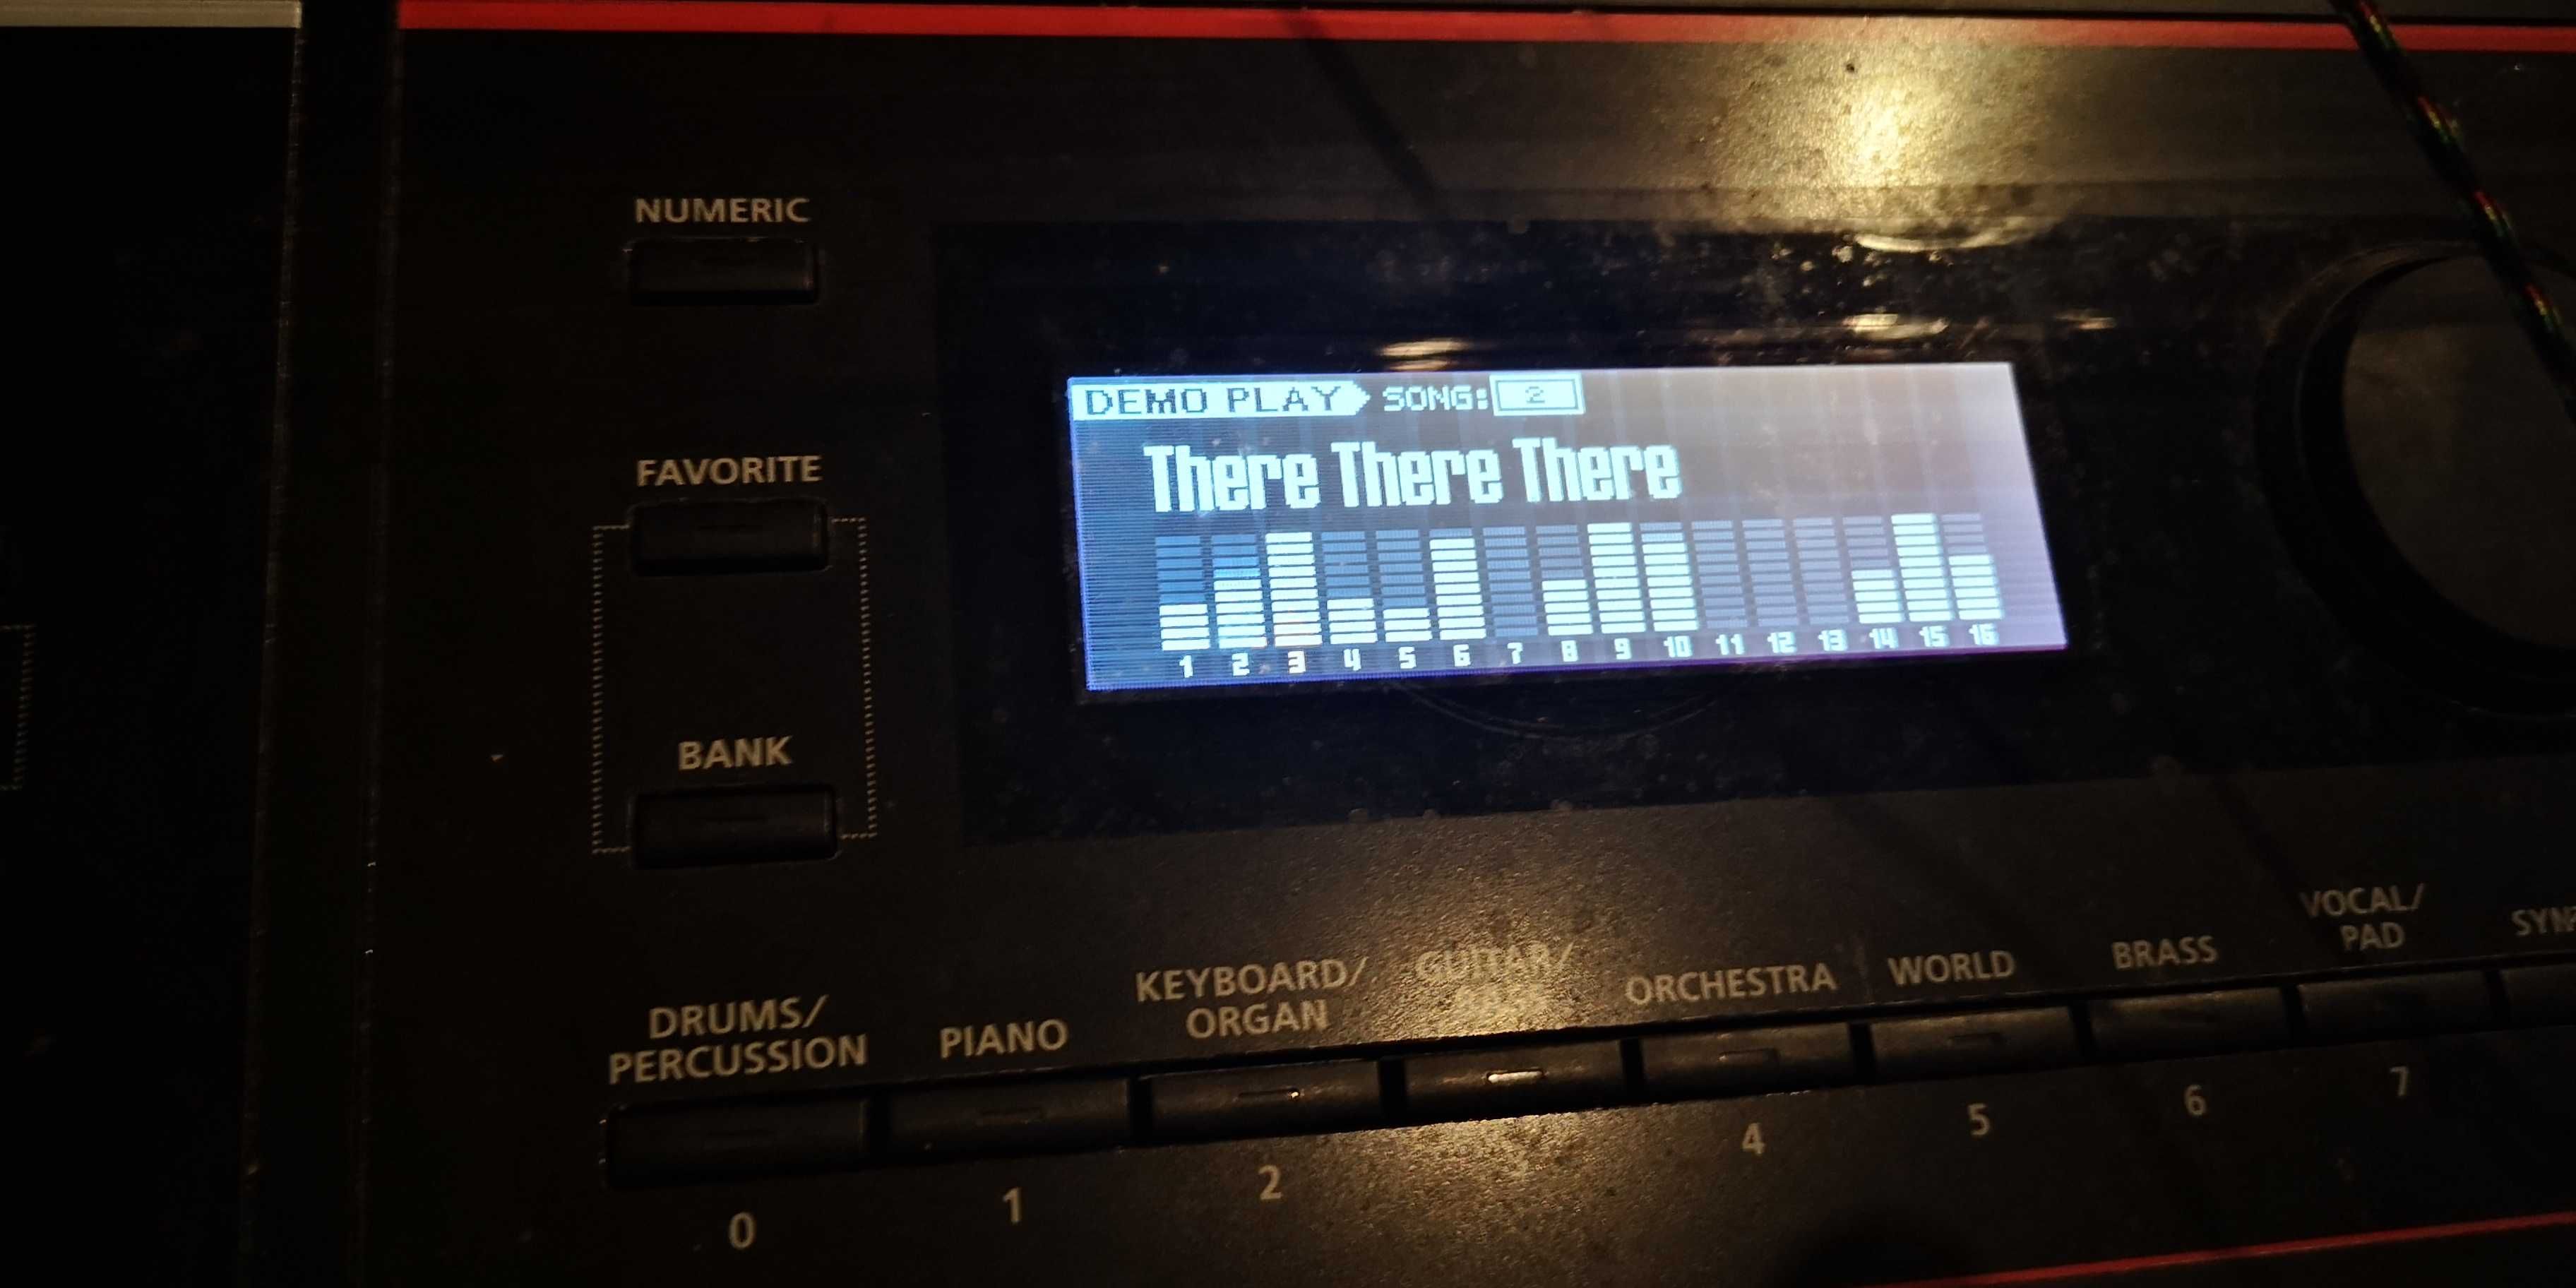 NUMERIC
FAVORITE
BANK
DEMO PLAY SONG: 2
There There There
1 2 3 4 5 6 7 8 9 10 11 12 13 14 15 16
DRUMS/
PERCUSSION
PIANO
KEYBOARD/
ORGAN
GUITAR/
BASS
ORCHESTRA
WORLD
BRASS
VOCAL/
PAD
0 1 2 4 5 6 7